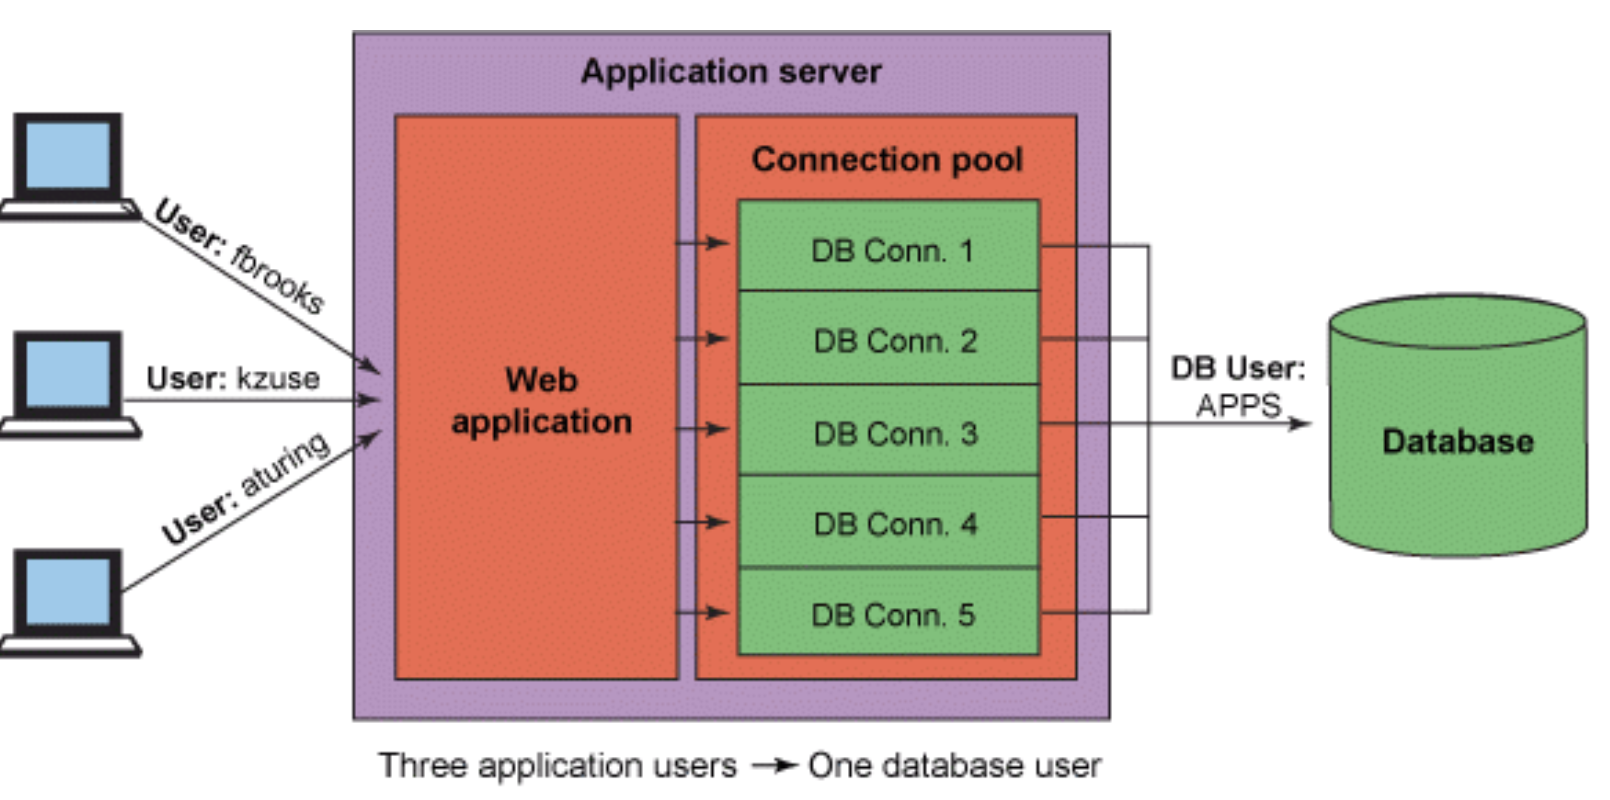 Application server
Connection pool
User: fbrooks
User: kzuse
User: aturing
Web
application
DB Conn. 1
DB Conn. 2
DB Conn. 3
DB Conn. 4
DB Conn. 5
DB User:
APPS
Database
Three application users → One database user